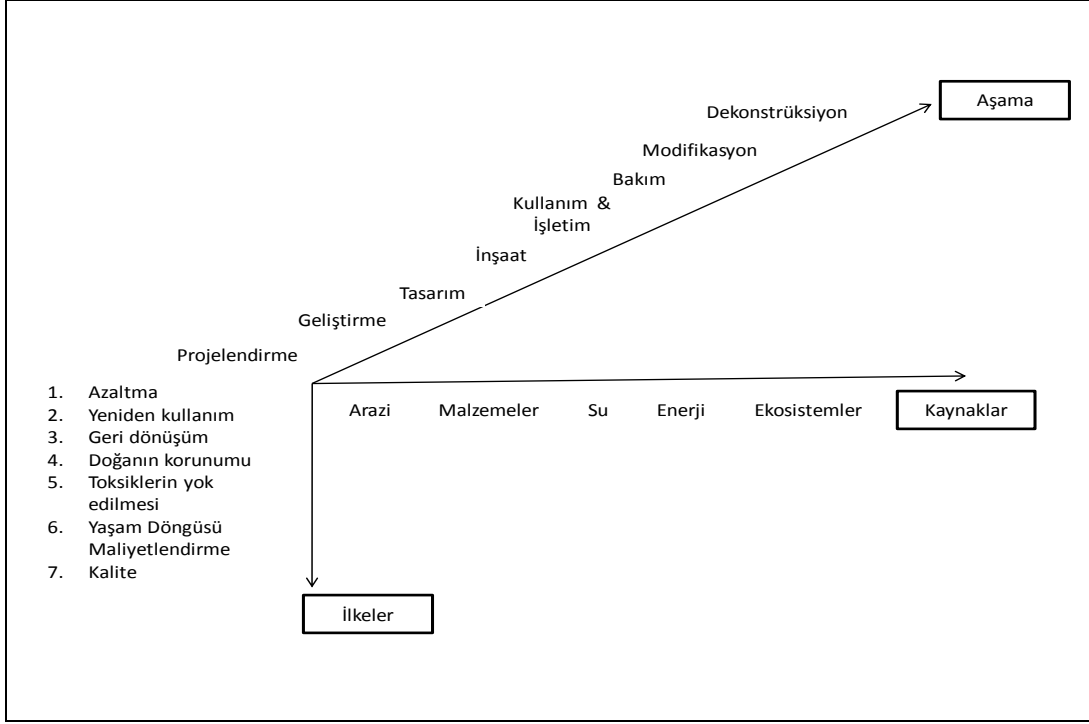 Aşama
Dekonstrüksiyon
Modifikasyon
Bakım
Kullanım &
İşletim
İnşaat
Tasarım
Geliştirme
Projelendirme
1. Azaltma
2. Yeniden kullanım
3. Geri dönüşüm
4. Doğanın korunumu
5. Toksiklerin yok
edilmesi
6. Yaşam Döngüsü
Maliyetlendirme
7. Kalite
Arazi Malzemeler Su Enerji Ekosistemler Kaynaklar
İlkeler